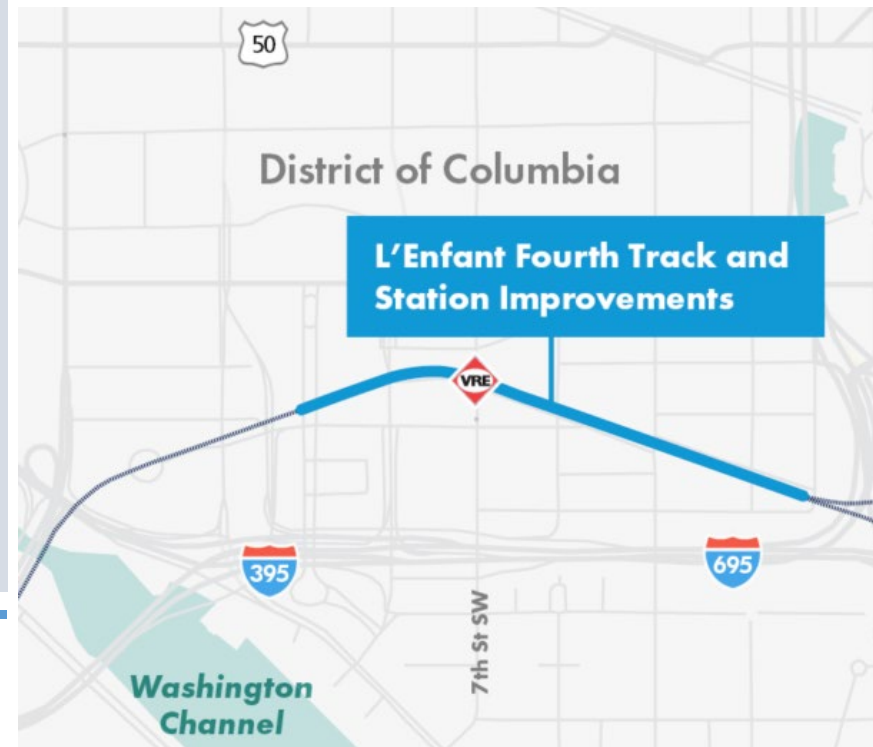 50
District of Columbia
L’Enfant Fourth Track and
Station Improvements
VRE
395
695
7th St SW
Washington
Channel